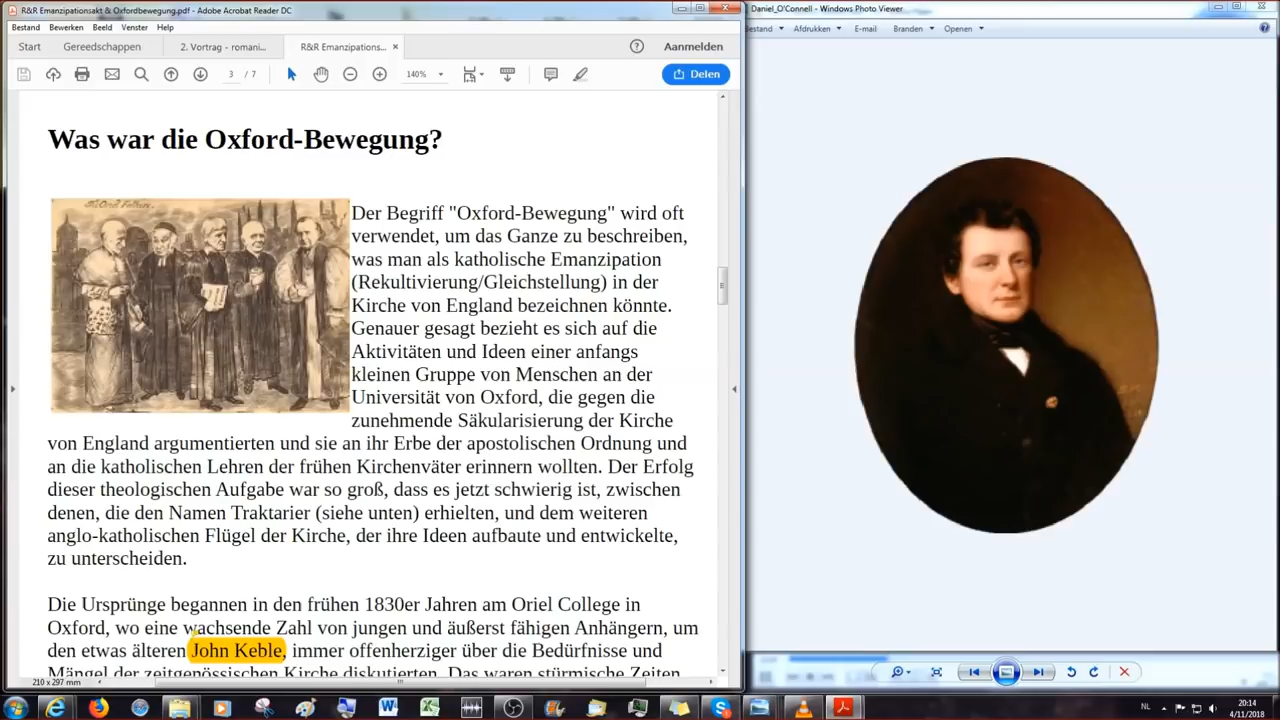 R&R Emanzipationsakt & Oxfordbewegung.pdf - Adobe Acrobat Reader DC
Bestand Bewerken Beeld Venster Help
Start Gereedschappen 2. Vortrag - romani... R&R Emanzipations... × Aanmelden
3 / 7 140% Delen
Was war die Oxford-Bewegung?
Der Begriff "Oxford-Bewegung" wird oft
verwendet, um das Ganze zu beschreiben,
was man als katholische Emanzipation
(Rekultivierung/Gleichstellung) in der
Kirche von England bezeichnen könnte.
Genauer gesagt bezieht es sich auf die
Aktivitäten und Ideen einer anfangs
kleinen Gruppe von Menschen an der
Universität von Oxford, die gegen die
zunehmende Säkularisierung der Kirche
von England argumentierten und sie an ihr Erbe der apostolischen Ordnung und
an die katholischen Lehren der frühen Kirchenväter erinnern wollten. Der Erfolg
dieser theologischen Aufgabe war so groß, dass es jetzt schwierig ist, zwischen
denen, die den Namen Traktarier (siehe unten) erhielten, und dem weiteren
anglo-katholischen Flügel der Kirche, der ihre Ideen aufbaute und entwickelte,
zu unterscheiden.
Die Ursprünge begannen in den frühen 1830er Jahren am Oriel College in
Oxford, wo eine wachsende Zahl von jungen und äußerst fähigen Anhängern, um
den etwas älteren John Keble, immer offenherziger über die Bedürfnisse und
Mängel der zeitgenössischen Kirche diskutierten. Das waren stürmische Zeiten
210 x 297 mm
Daniel_O'Connell - Windows Photo Viewer
Bestand Afdrukken E-mail Branden Openen
NL 20:14
4/11/2018